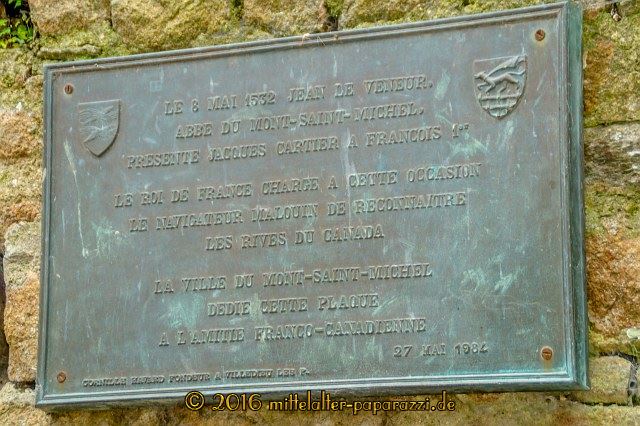 LE 8 MAI 1532 JEAN DE VENEUR,
ABBE DU MONT-SAINT-MICHEL,
PRESENTE JACQUES CARTIER A FRANCOIS 1er
LE ROI DE FRANCE CHARGE A CETTE OCCASION
LE NAVIGATEUR MALOUIN DE RECONNAITRE
LES RIVES DU CANADA
LA VILLE DU MONT-SAINT-MICHEL
DEDIE CETTE PLAQUE
A L'AMITIE FRANCO-CANADIENNE
27 MAI 1984
CORNILLE HAVARD FONDEUR A VILLEDIEU LES P.
© 2016 mittelalter-paparazzi.de